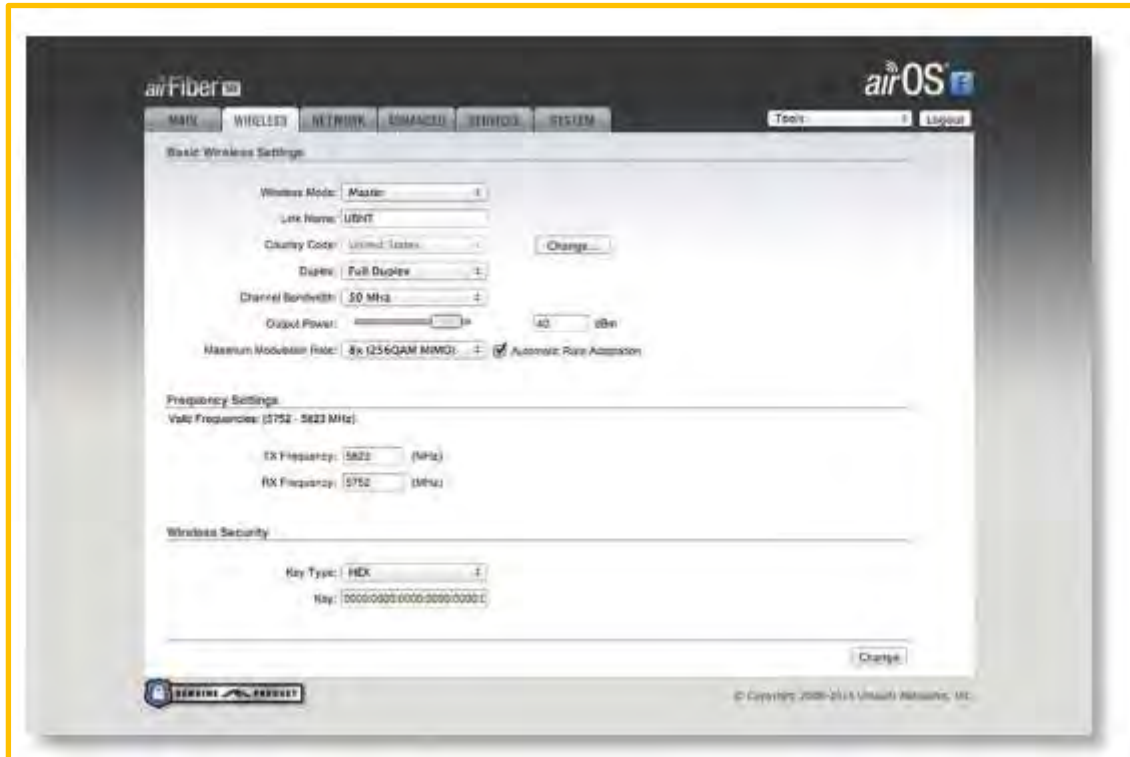 airFiber
airOS
MAIN WIRELESS NETWORK ADVANCED SERVICES SYSTEM Tools Logout
Basic Wireless Settings
Wireless Mode: Master
Link Name: UBNT
Country Code: United States Change...
Duplex: Full Duplex
Channel Bandwidth: 50 Mhz
Output Power: 40 dBm
Maximum Modulation Rate: 8x (256QAM MIMO) Automatic Rate Adaptation
Frequency Settings
Valid Frequencies: (5752 - 5823 MHz)
TX Frequency: 5823 (MHz)
RX Frequency: 5752 (MHz)
Wireless Security
Key Type: HEX
Key: 0000:0000:0000:0000:0000:0
Change
GENUINE PRODUCT
© Copyright Ubiquiti Networks, Inc.